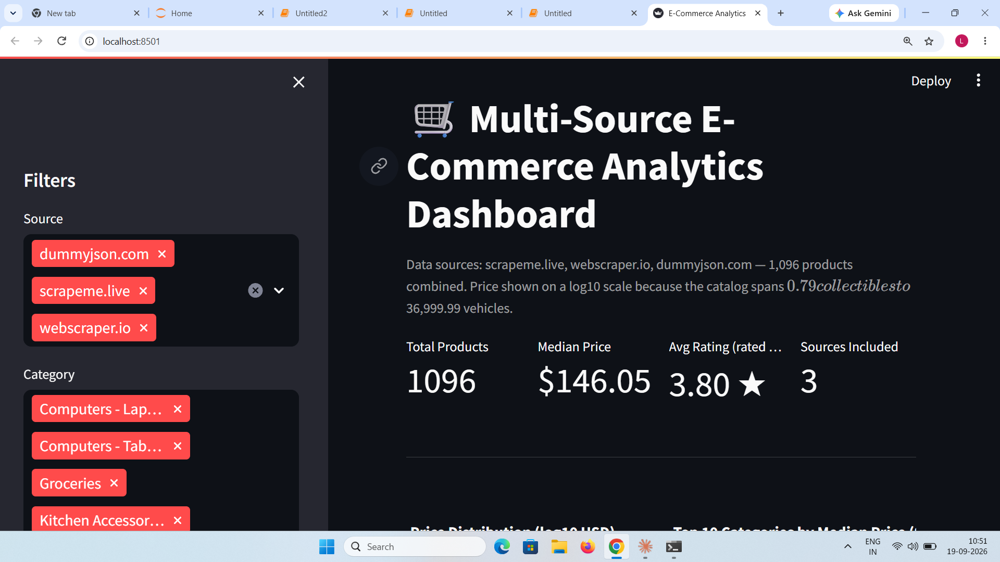 New tab
Home
Untitled2
Untitled
Untitled
E-Commerce Analytics
Ask Gemini
localhost:8501
L
Deploy
Multi-Source E-
Commerce Analytics
Dashboard
Filters
Source
dummyjson.com
scrapeme.live
webscraper.io
Category
Computers - Lap...
Computers - Tab...
Groceries
Kitchen Accessor...
Data sources: scrapeme.live, webscraper.io, dummyjson.com — 1,096 products
combined. Price shown on a log10 scale because the catalog spans 0.79collectiblesto
36,999.99 vehicles.
Total Products
1096
Median Price
$146.05
Avg Rating (rated ...
3.80 ★
Sources Included
3
Price Distribution (log10 USD)
Top 10 Categories by Median Price (
Search
ENG
IN
10:51
19-09-2026